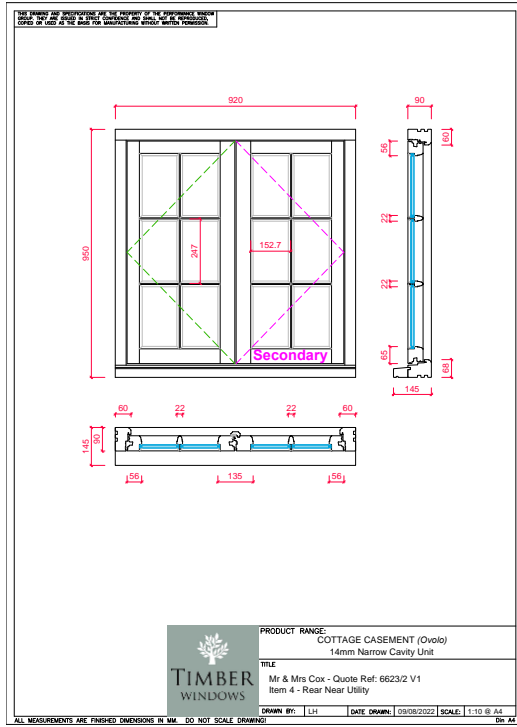 THIS DRAWING AND SPECIFICATIONS ARE THE PROPERTY OF THE PERFORMANCE WINDOW
GROUP. THEY ARE ISSUED IN STRICT CONFIDENCE AND SHALL NOT BE REPRODUCED,
COPIED OR USED AS THE BASIS FOR MANUFACTURING WITHOUT WRITTEN PERMISSION.
920
90
950
56
60
247
152.7
22
22
65
68
Secondary
145
60
22
22
60
145
90
56
135
56
TIMBER
WINDOWS
PRODUCT RANGE:
COTTAGE CASEMENT (Ovolo)
14mm Narrow Cavity Unit
TITLE
Mr & Mrs Cox - Quote Ref: 6623/2 V1
Item 4 - Rear Near Utility
DRAWN BY: LH DATE DRAWN: 09/08/2022 SCALE: 1:10 @ A4
ALL MEASUREMENTS ARE FINISHED DIMENSIONS IN MM. DO NOT SCALE DRAWING! Din A4